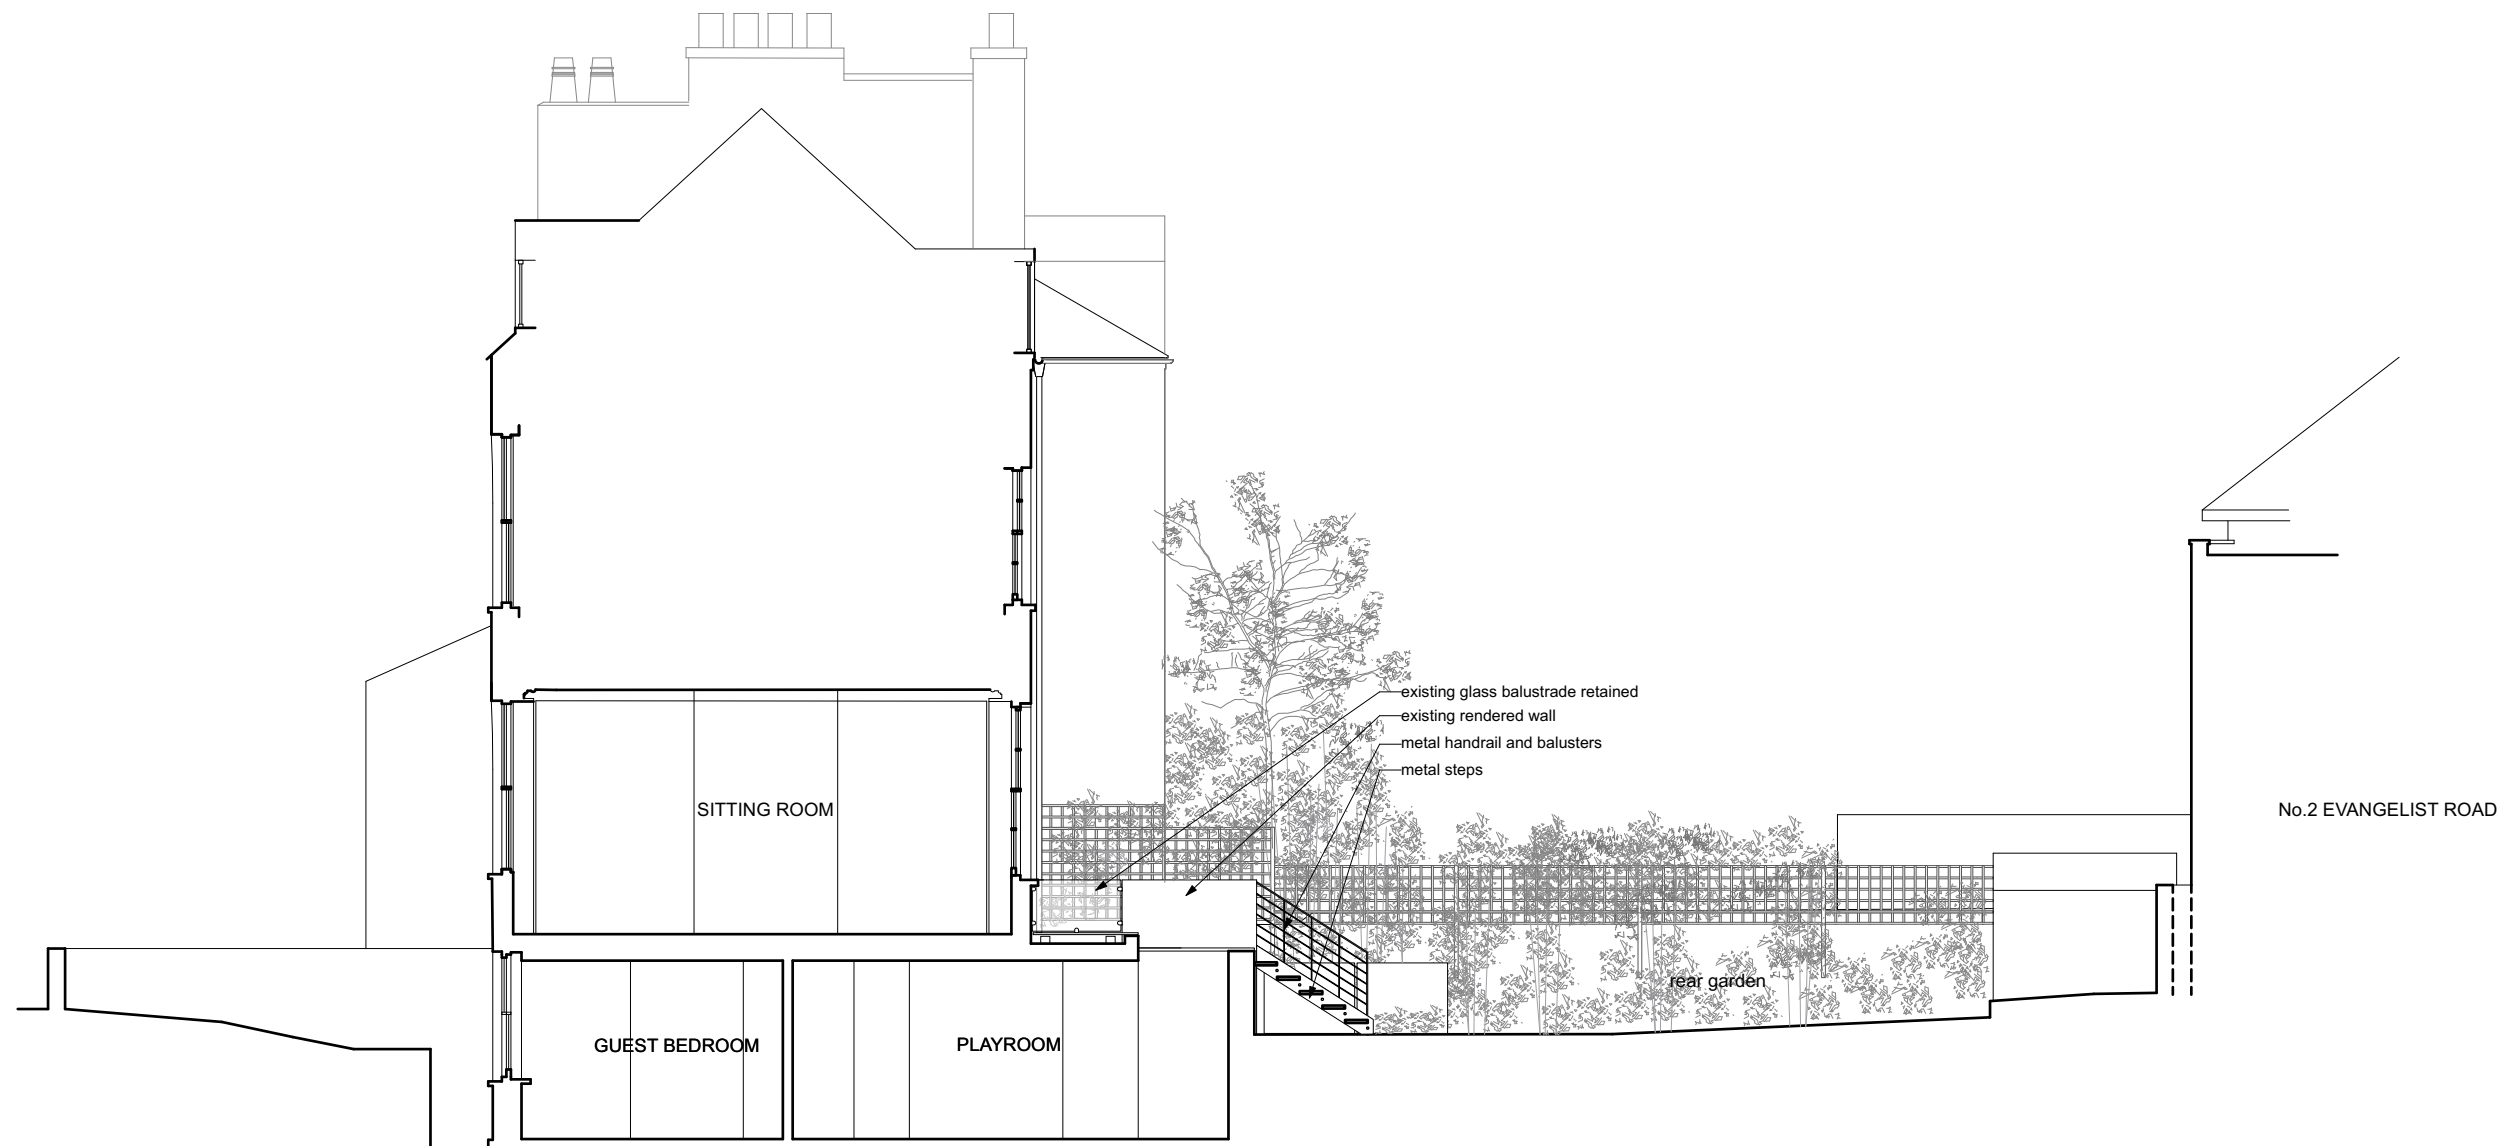 existing glass balustrade retained
existing rendered wall
metal handrail and balusters
metal steps
SITTING ROOM
No.2 EVANGELIST ROAD
rear garden
GUEST BEDROOM
PLAYROOM